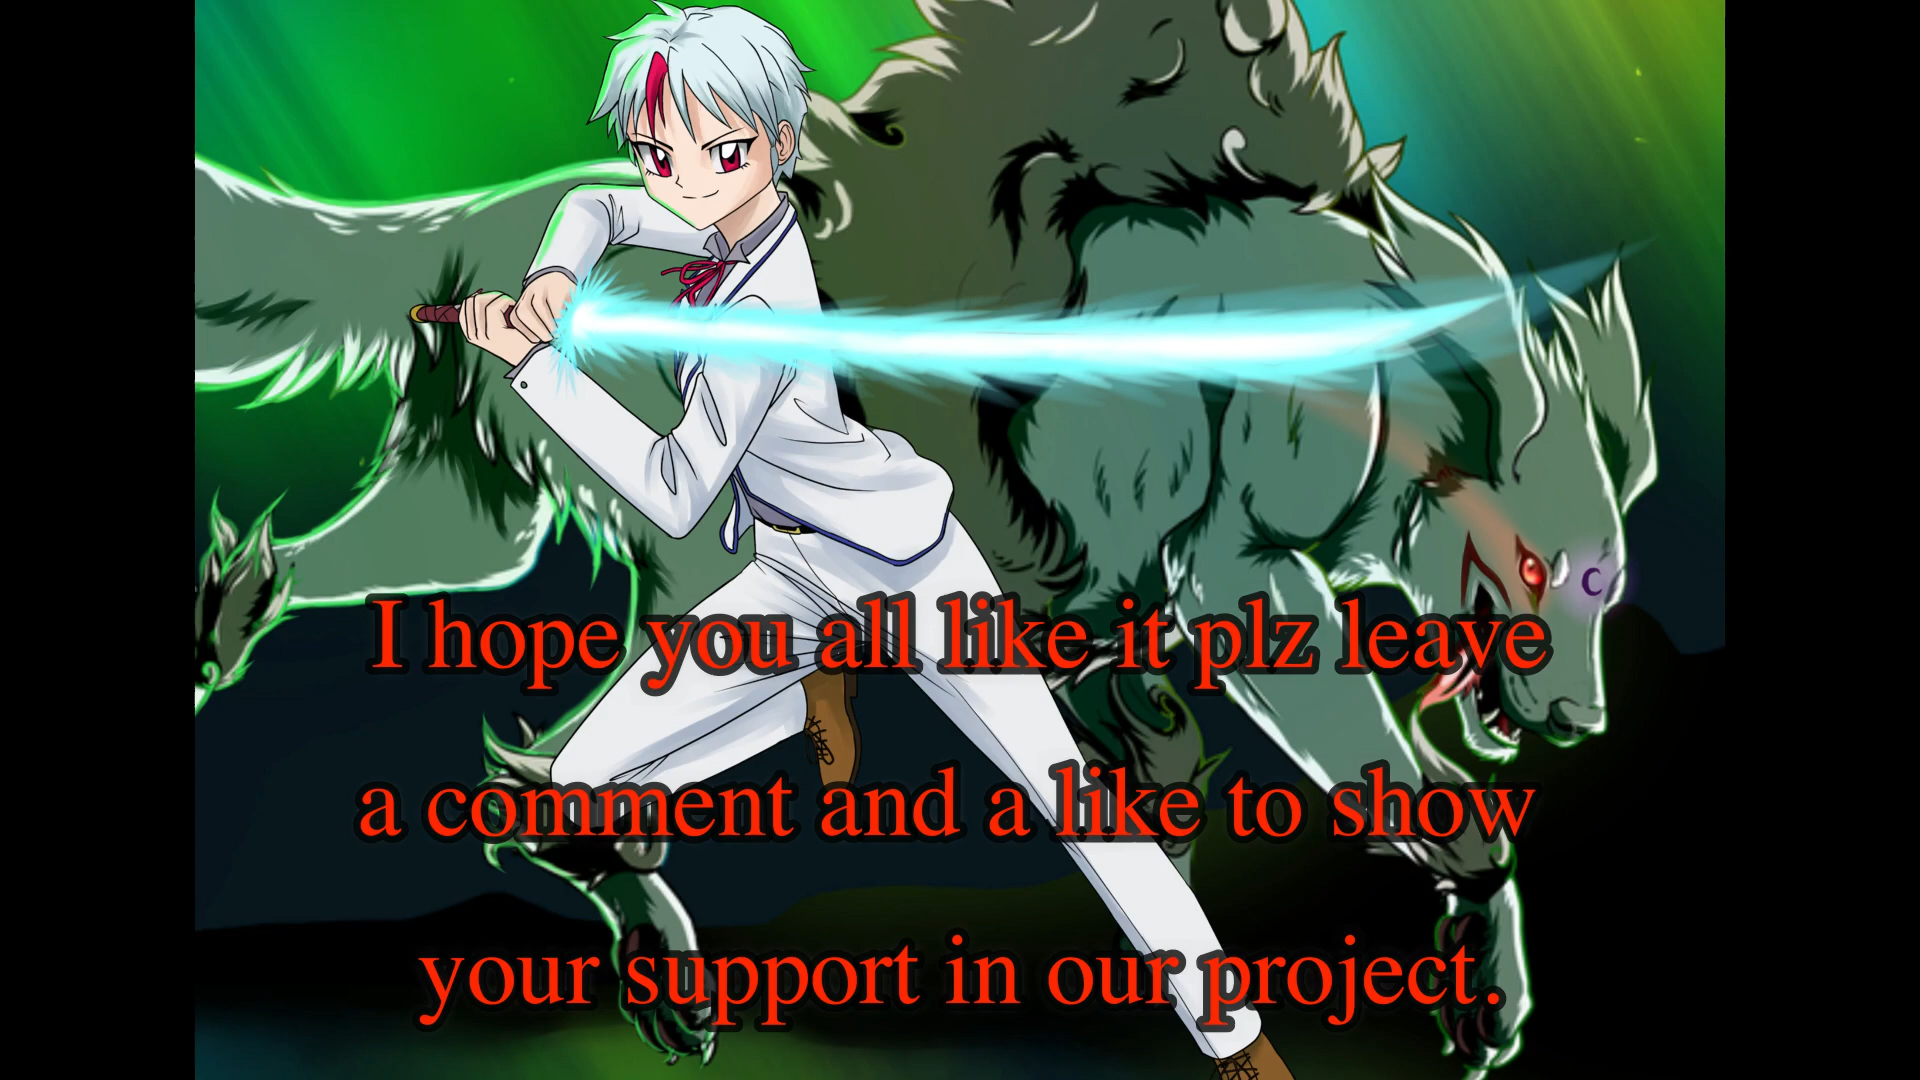 I hope you all like it plz leave
a comment and a like to show
your support in our project.